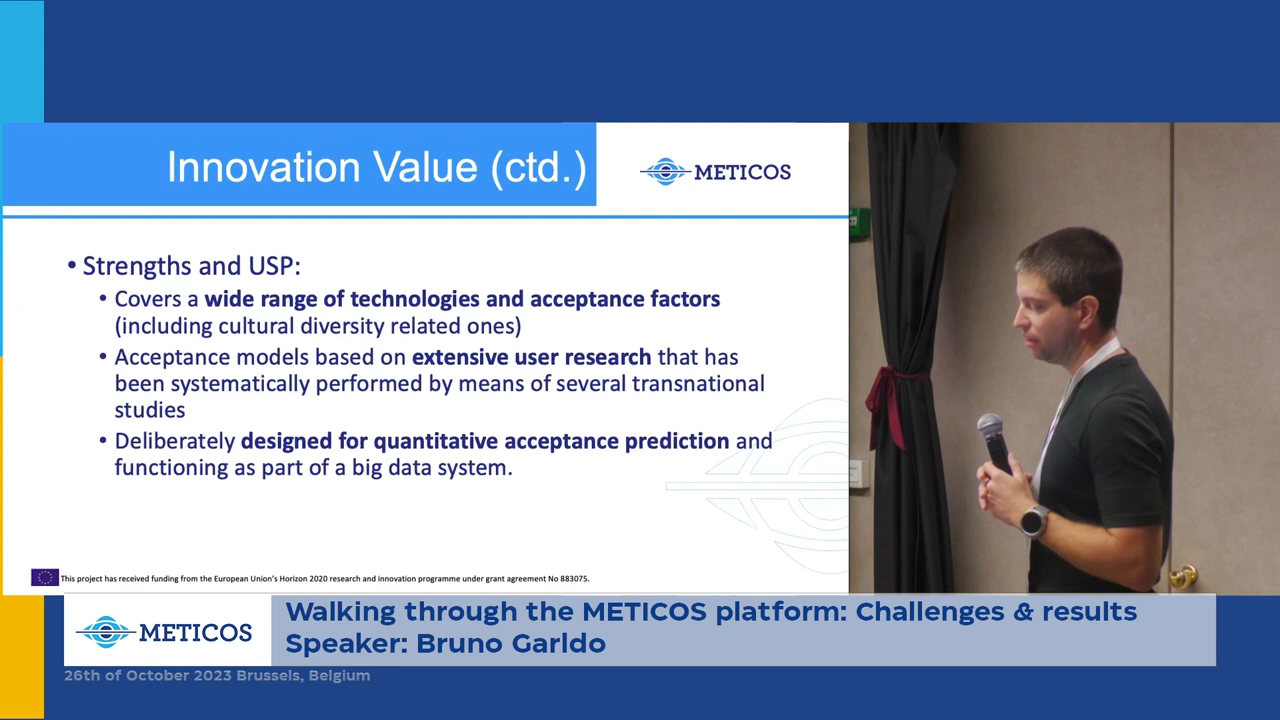 Innovation Value (ctd.)
METICOS
• Strengths and USP:
• Covers a wide range of technologies and acceptance factors
(including cultural diversity related ones)
• Acceptance models based on extensive user research that has
been systematically performed by means of several transnational
studies
• Deliberately designed for quantitative acceptance prediction and
functioning as part of a big data system.
This project has received funding from the European Union's Horizon 2020 research and innovation programme under grant agreement No 883075.
METICOS
Walking through the METICOS platform: Challenges & results
Speaker: Bruno Garldo
26th of October 2023 Brussels, Belgium